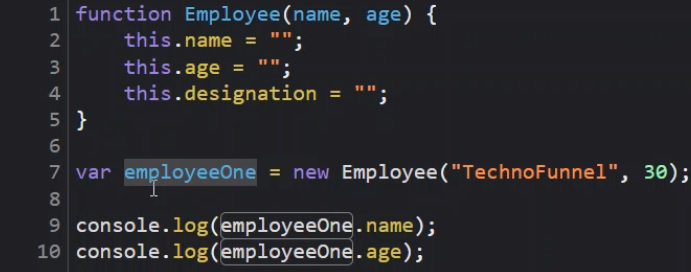 1 function Employee(name, age) {
2     this.name = "";
3     this.age = "";
4     this.designation = "";
5 }
6
7 var employeeOne = new Employee("TechnoFunnel", 30);
8
9 console.log(employeeOne.name);
10 console.log(employeeOne.age);